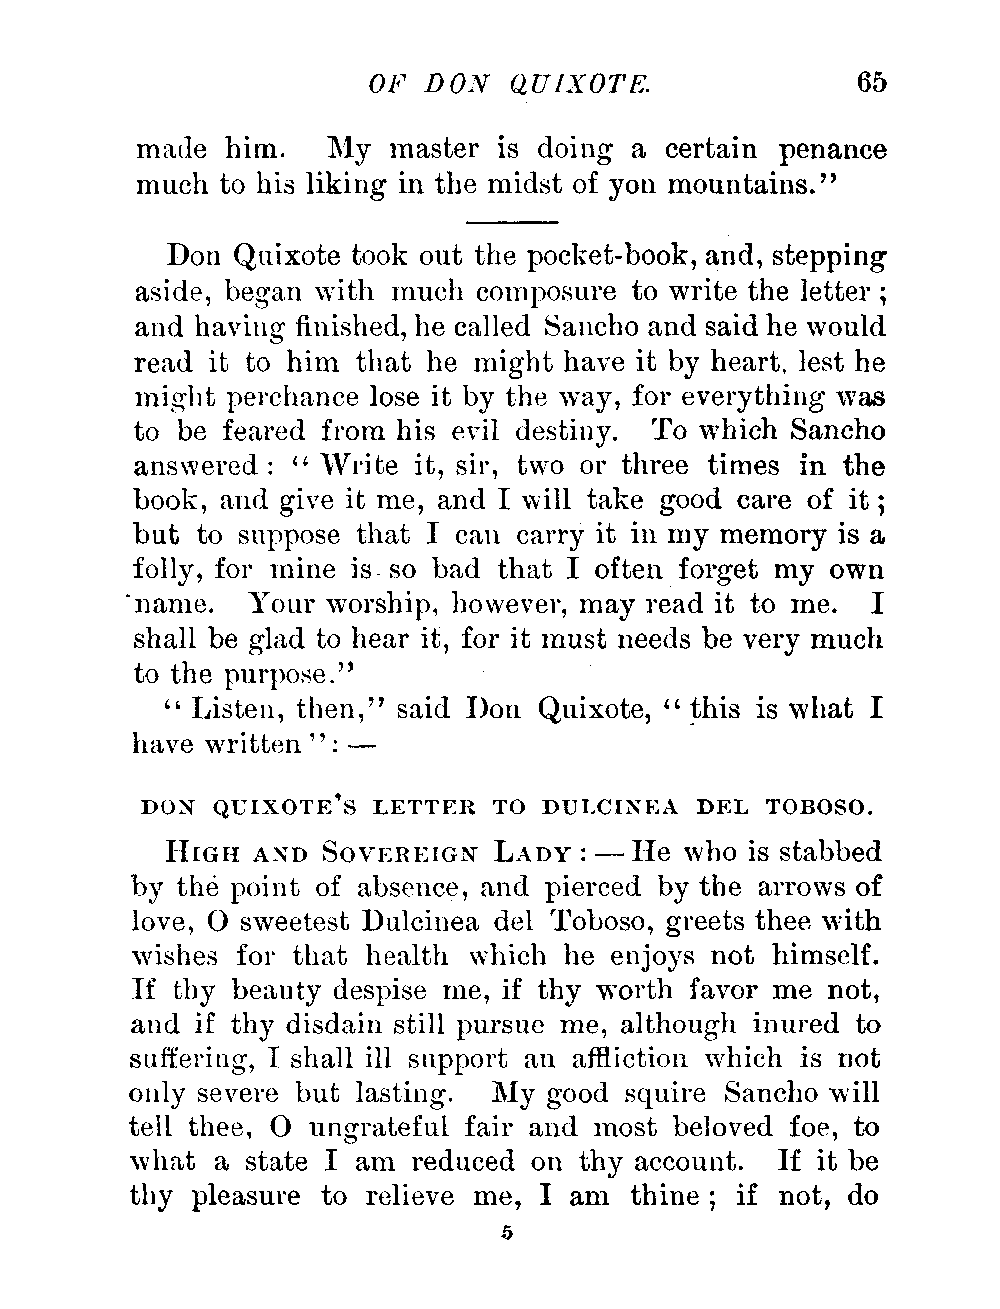 OF DON QUIXOTE. 65
made him. My master is doing a certain penance
much to his liking in the midst of yon mountains."
Don Quixote took out the pocket-book, and, stepping
aside, began with much composure to write the letter;
and having finished, he called Sancho and said he would
read it to him that he might have it by heart, lest he
might perchance lose it by the way, for everything was
to be feared from his evil destiny. To which Sancho
answered: "Write it, sir, two or three times in the
book, and give it me, and I will take good care of it;
but to suppose that I can carry it in my memory is a
folly, for mine is so bad that I often forget my own
name. Your worship, however, may read it to me. I
shall be glad to hear it, for it must needs be very much
to the purpose."
"Listen, then," said Don Quixote, "this is what I
have written": —
DON QUIXOTE'S LETTER TO DULCINEA DEL TOBOSO.
HIGH AND SOVEREIGN LADY: — He who is stabbed
by the point of absence, and pierced by the arrows of
love, O sweetest Dulcinea del Toboso, greets thee with
wishes for that health which he enjoys not himself.
If thy beauty despise me, if thy worth favor me not,
and if thy disdain still pursue me, although inured to
suffering, I shall ill support an affliction which is not
only severe but lasting. My good squire Sancho will
tell thee, O ungrateful fair and most beloved foe, to
what a state I am reduced on thy account. If it be
thy pleasure to relieve me, I am thine; if not, do
5